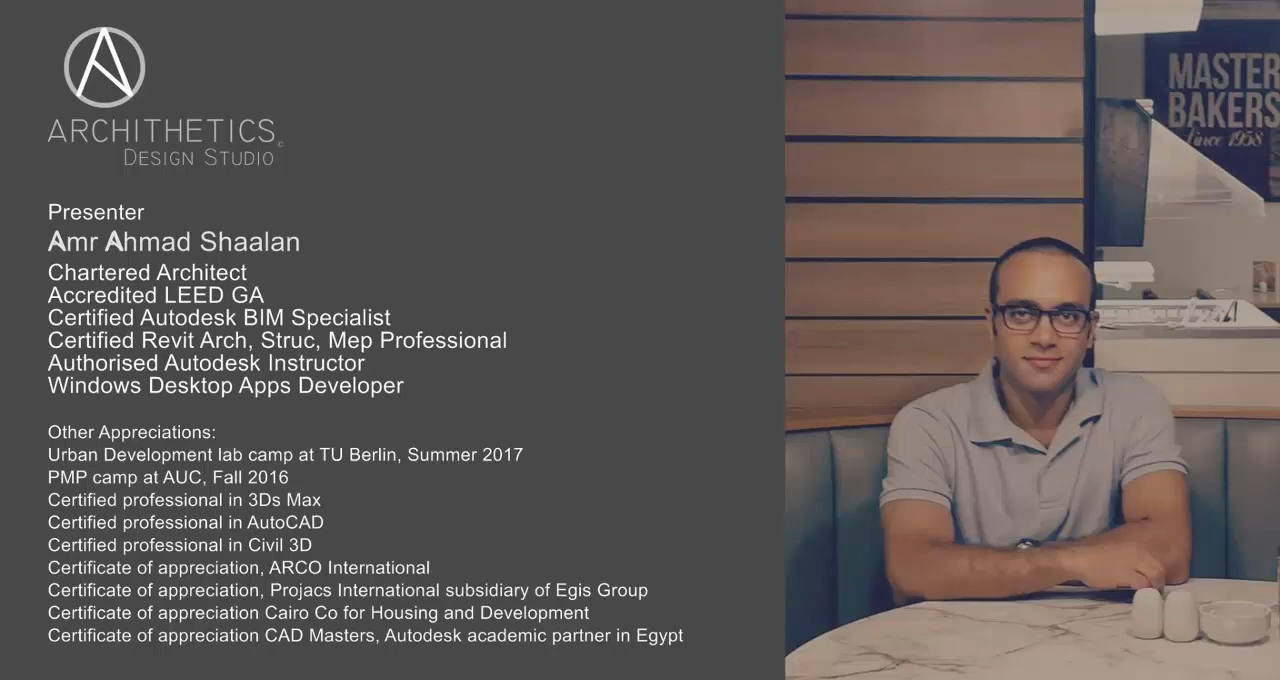 ARCHITHETICS
©
DESIGN STUDIO
Presenter
Amr Ahmad Shaalan
Chartered Architect
Accredited LEED GA
Certified Autodesk BIM Specialist
Certified Revit Arch, Struc, Mep Professional
Authorised Autodesk Instructor
Windows Desktop Apps Developer
Other Appreciations:
Urban Development lab camp at TU Berlin, Summer 2017
PMP camp at AUC, Fall 2016
Certified professional in 3Ds Max
Certified professional in AutoCAD
Certified professional in Civil 3D
Certificate of appreciation, ARCO International
Certificate of appreciation, Projacs International subsidiary of Egis Group
Certificate of appreciation Cairo Co for Housing and Development
Certificate of appreciation CAD Masters, Autodesk academic partner in Egypt
MASTER
BAKERS
Since 1958